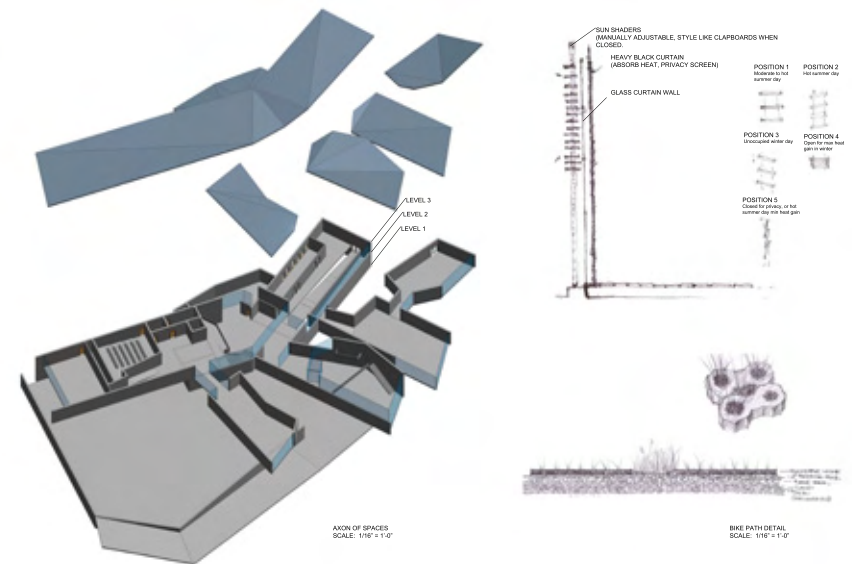 SUN SHADERS
(MANUALLY ADJUSTABLE, STYLE LIKE CLAPBOARDS WHEN
CLOSED.
HEAVY BLACK CURTAIN
(ABSORB HEAT, PRIVACY SCREEN)
GLASS CURTAIN WALL
POSITION 1
Moderate to hot
summer day
POSITION 2
Hot summer day
POSITION 3
Unoccupied winter day
POSITION 4
Open for max heat
gain in winter
POSITION 5
Closed for privacy, or hot
summer day min heat gain
LEVEL 3
LEVEL 2
LEVEL 1
AXON OF SPACES
SCALE: 1/16" = 1'-0"
BIKE PATH DETAIL
SCALE: 1/16" = 1'-0"